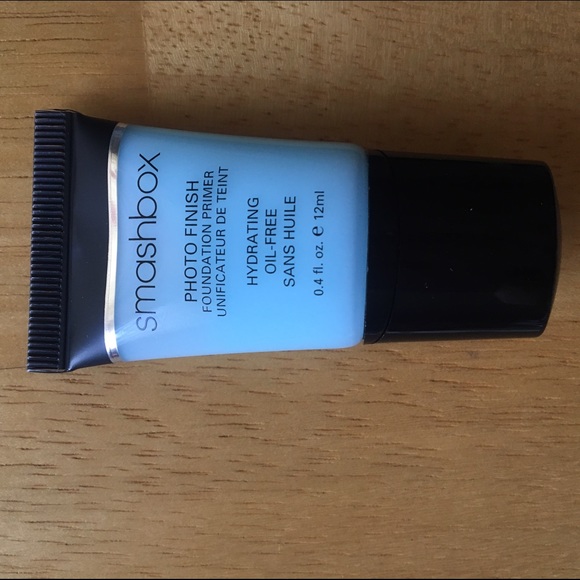 smashbox
PHOTO FINISH
FOUNDATION PRIMER
UNIFICATEUR DE TEINT
HYDRATING
OIL-FREE
SANS HUILE
0.4 fl. oz. ℮ 12ml